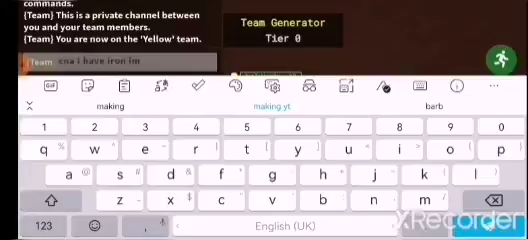 commands.
{Team} This is a private channel between
you and your team members.
{Team} You are now on the 'Yellow' team.
[Team cna i have iron im
Team Generator
Tier 0
GIF
making
making yt
barb
1 2 3 4 5 6 7 8 9 0
q w e r t y u i o p
a s d f g h j k l
z x c v b n m
123 , English (UK)
XRecorder